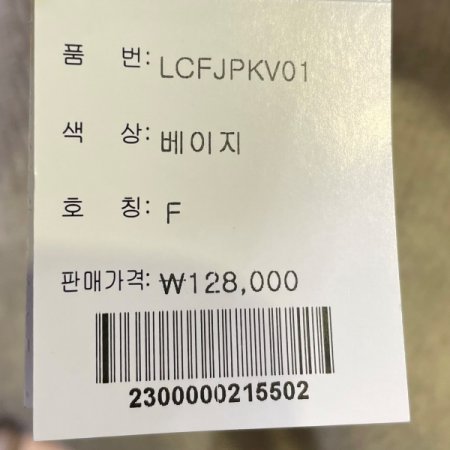 품 번: LCFJPKV01
색 상: 베이지
호 칭: F
판매가격: ₩128,000
2300000215502